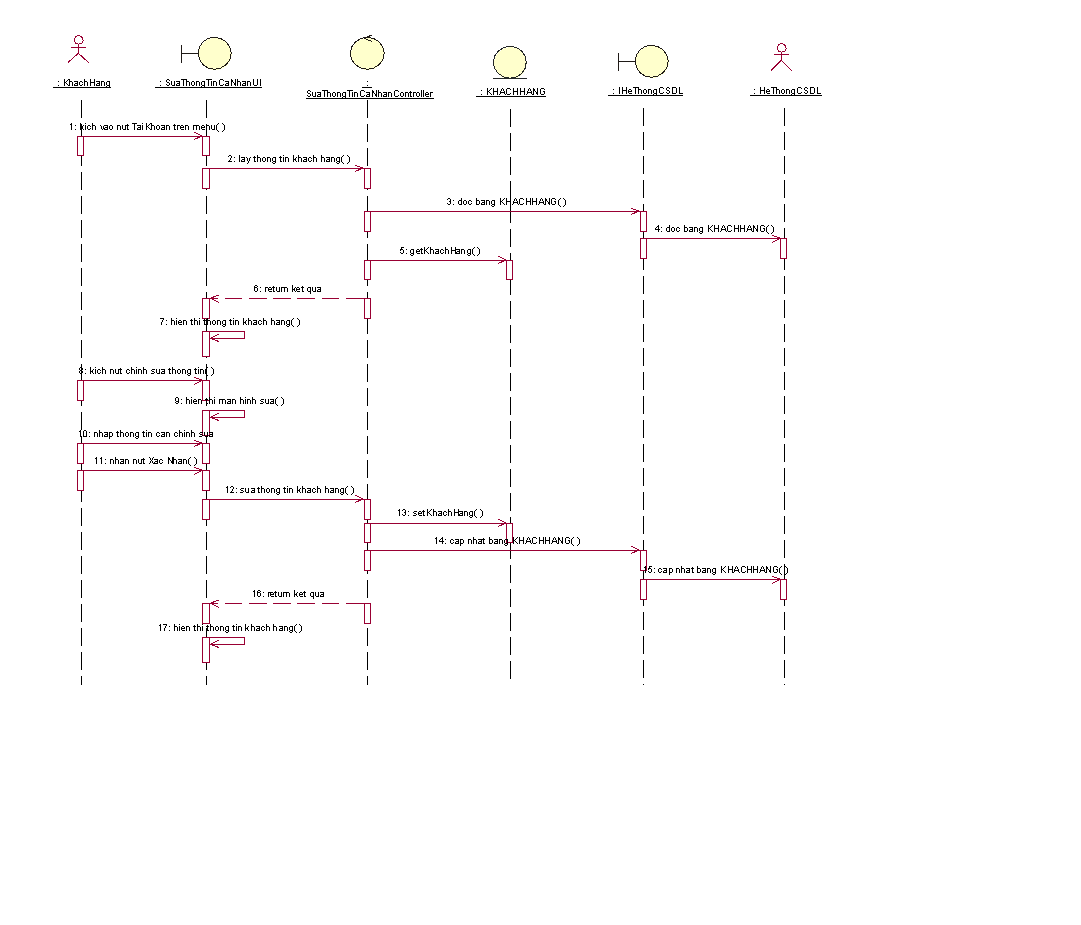 : KhachHang
: SuaThongTinCaNhanUI
:
SuaThongTinCaNhanController
: KHACHHANG
: IHeThongCSDL
: HeThongCSDL
1: kich vao nut Tai Khoan tren menu( )
2: lay thong tin khach hang( )
3: doc bang KHACHHANG( )
4: doc bang KHACHHANG( )
5: getKhachHang( )
6: return ket qua
7: hien thi thong tin khach hang( )
8: kich nut chinh sua thong tin( )
9: hien thi man hinh sua( )
10: nhap thong tin can chinh sua
11: nhan nut Xac Nhan( )
12: sua thong tin khach hang( )
13: setKhachHang( )
14: cap nhat bang KHACHHANG( )
15: cap nhat bang KHACHHANG( )
16: return ket qua
17: hien thi thong tin khach hang( )